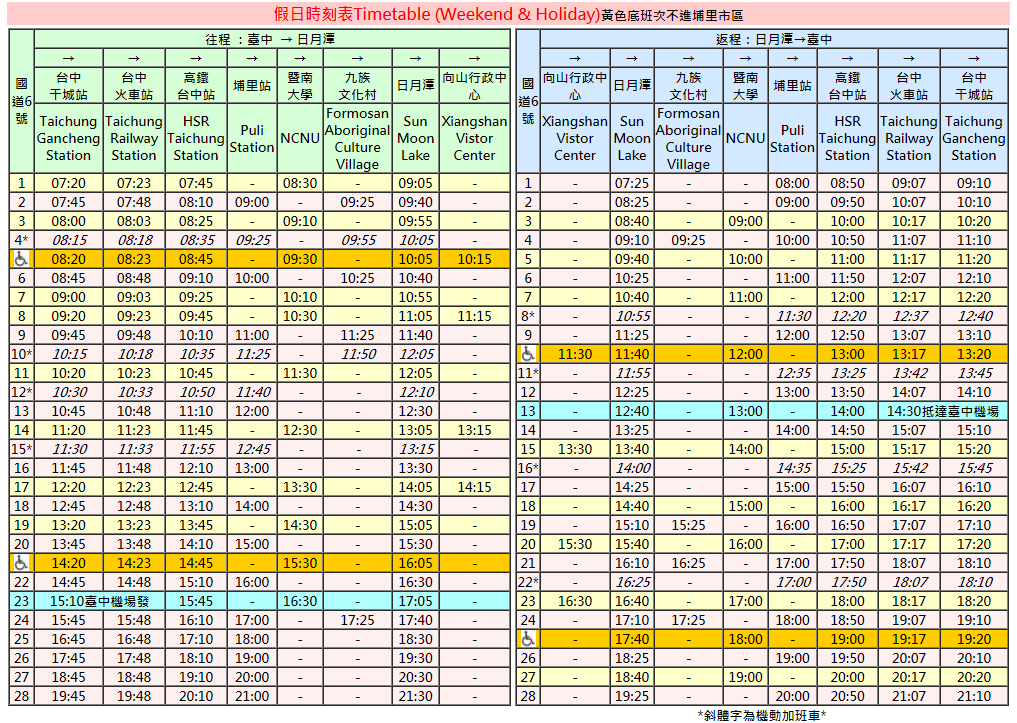 假日時刻表Timetable (Weekend & Holiday)黃色底班次不進埔里市區
國道6號 往程 : 臺中 → 日月潭
→ → → → → → → →
台中干城站 台中火車站 高鐵台中站 埔里站 暨南大學 九族文化村 日月潭 向山行政中心
Taichung Gancheng Station Taichung Railway Station HSR Taichung Station Puli Station NCNU Formosan Aboriginal Culture Village Sun Moon Lake Xiangshan Vistor Center
1 07:20 07:23 07:45 - 08:30 - 09:05 -
2 07:45 07:48 08:10 09:00 - 09:25 09:40 -
3 08:00 08:03 08:25 - 09:10 - 09:55 -
4* 08:15 08:18 08:35 09:25 - 09:55 10:05 -
08:20 08:23 08:45 - 09:30 - 10:05 10:15
6 08:45 08:48 09:10 10:00 - 10:25 10:40 -
7 09:00 09:03 09:25 - 10:10 - 10:55 -
8 09:20 09:23 09:45 - 10:30 - 11:05 11:15
9 09:45 09:48 10:10 11:00 - 11:25 11:40 -
10* 10:15 10:18 10:35 11:25 - 11:50 12:05 -
11 10:20 10:23 10:45 - 11:30 - 12:05 -
12* 10:30 10:33 10:50 11:40 - - 12:10 -
13 10:45 10:48 11:10 12:00 - - 12:30 -
14 11:20 11:23 11:45 - 12:30 - 13:05 13:15
15* 11:30 11:33 11:55 12:45 - - 13:15 -
16 11:45 11:48 12:10 13:00 - - 13:30 -
17 12:20 12:23 12:45 - 13:30 - 14:05 14:15
18 12:45 12:48 13:10 14:00 - - 14:30 -
19 13:20 13:23 13:45 - 14:30 - 15:05 -
20 13:45 13:48 14:10 15:00 - - 15:30 -
14:20 14:23 14:45 - 15:30 - 16:05 -
22 14:45 14:48 15:10 16:00 - - 16:30 -
23 15:10臺中機場發 15:45 - 16:30 - 17:05 -
24 15:45 15:48 16:10 17:00 - 17:25 17:40 -
25 16:45 16:48 17:10 18:00 - - 18:30 -
26 17:45 17:48 18:10 19:00 - - 19:30 -
27 18:45 18:48 19:10 20:00 - - 20:30 -
28 19:45 19:48 20:10 21:00 - - 21:30 -
國道6號 返程 : 日月潭→臺中
→ → → → → → → →
向山行政中心 日月潭 九族文化村 暨南大學 埔里站 高鐵台中站 台中火車站 台中干城站
Xiangshan Vistor Center Sun Moon Lake Formosan Aboriginal Culture Village NCNU Puli Station HSR Taichung Station Taichung Railway Station Taichung Gancheng Station
1 - 07:25 - - 08:00 08:50 09:07 09:10
2 - 08:25 - - 09:00 09:50 10:07 10:10
3 - 08:40 - 09:00 - 10:00 10:17 10:20
4 - 09:10 09:25 - 10:00 10:50 11:07 11:10
5 - 09:40 - 10:00 - 11:00 11:17 11:20
6 - 10:25 - - 11:00 11:50 12:07 12:10
7 - 10:40 - 11:00 - 12:00 12:17 12:20
8* - 10:55 - - 11:30 12:20 12:37 12:40
9 - 11:25 - - 12:00 12:50 13:07 13:10
11:30 11:40 - 12:00 - 13:00 13:17 13:20
11* - 11:55 - - 12:35 13:25 13:42 13:45
12 - 12:25 - - 13:00 13:50 14:07 14:10
13 - 12:40 - 13:00 - 14:00 14:30抵達臺中機場
14 - 13:25 - - 14:00 14:50 15:07 15:10
15 13:30 13:40 - 14:00 - 15:00 15:17 15:20
16* - 14:00 - - 14:35 15:25 15:42 15:45
17 - 14:25 - - 15:00 15:50 16:07 16:10
18 - 14:40 - 15:00 - 16:00 16:17 16:20
19 - 15:10 15:25 - 16:00 16:50 17:07 17:10
20 15:30 15:40 - 16:00 - 17:00 17:17 17:20
21 - 16:10 16:25 - 17:00 17:50 18:07 18:10
22* - 16:25 - - 17:00 17:50 18:07 18:10
23 16:30 16:40 - 17:00 - 18:00 18:17 18:20
24 - 17:10 17:25 - 18:00 18:50 19:07 19:10
- 17:40 - 18:00 - 19:00 19:17 19:20
26 - 18:25 - - 19:00 19:50 20:07 20:10
27 - 18:40 - 19:00 - 20:00 20:17 20:20
28 - 19:25 - - 20:00 20:50 21:07 21:10
*斜體字為機動加班車*